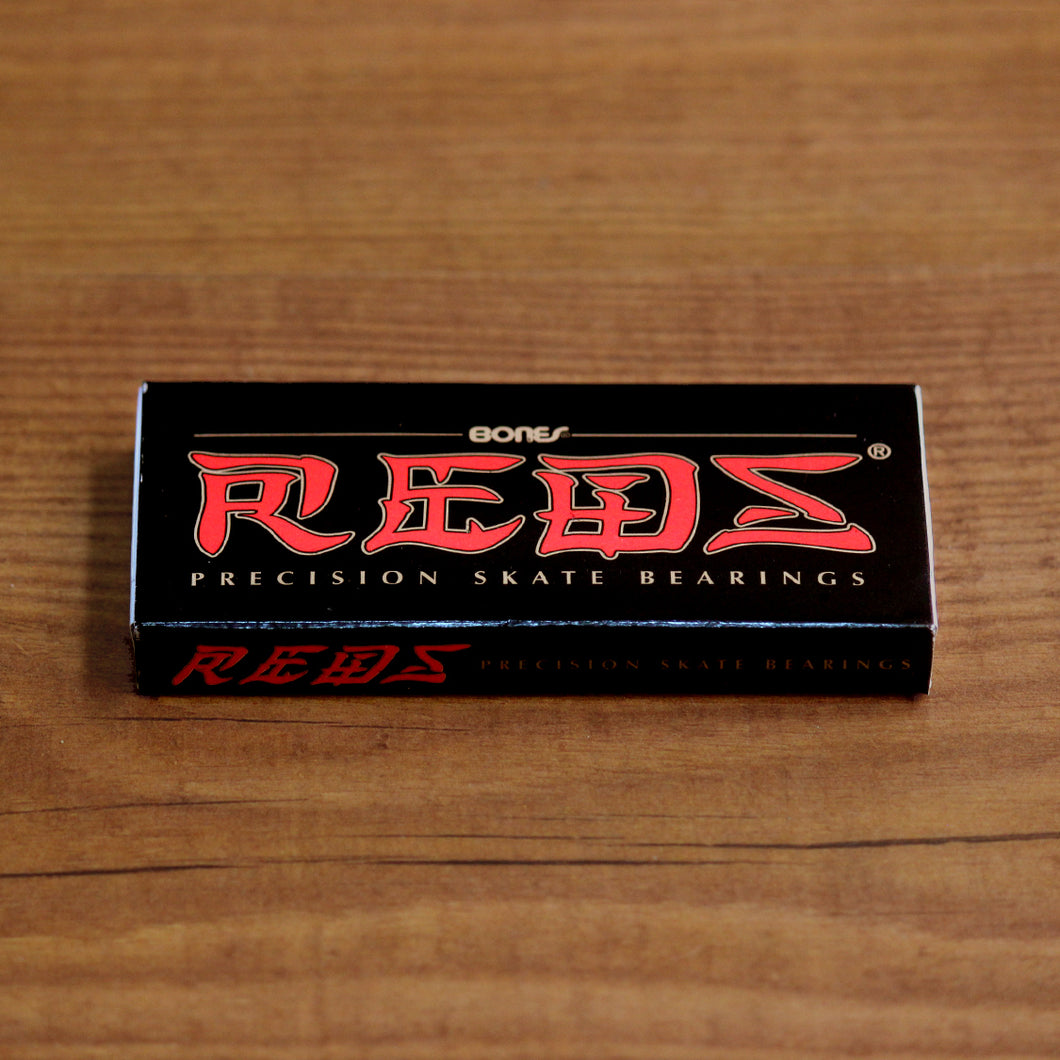 BONES
REDS®
PRECISION SKATE BEARINGS
REDS PRECISION SKATE BEARINGS